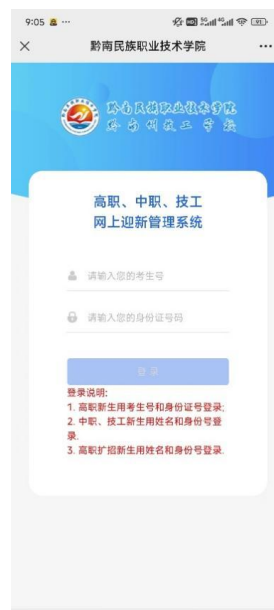 9:05
黔南民族职业技术学院
黔南民族职业技术学院
黔南州技工学校
高职、中职、技工
网上迎新管理系统
请输入您的考生号
请输入您的身份证号码
登录
登录说明:
1. 高职新生用考生号和身份证号登录;
2. 中职、技工新生用姓名和身份号登
录.
3. 高职扩招新生用姓名和身份号登录.